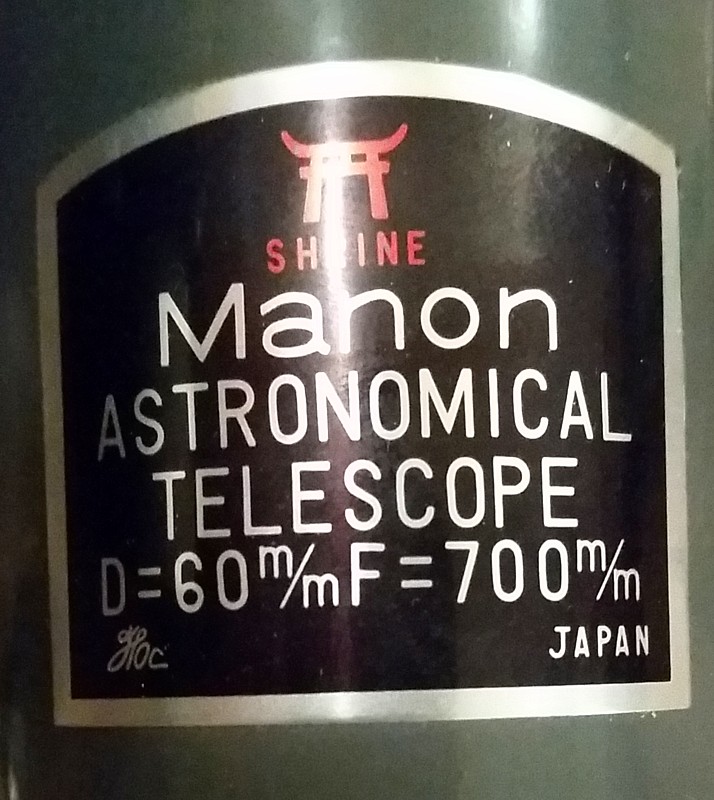 SHRINE
Manon
ASTRONOMICAL
TELESCOPE
D=60m/m F=700m/m
JAPAN